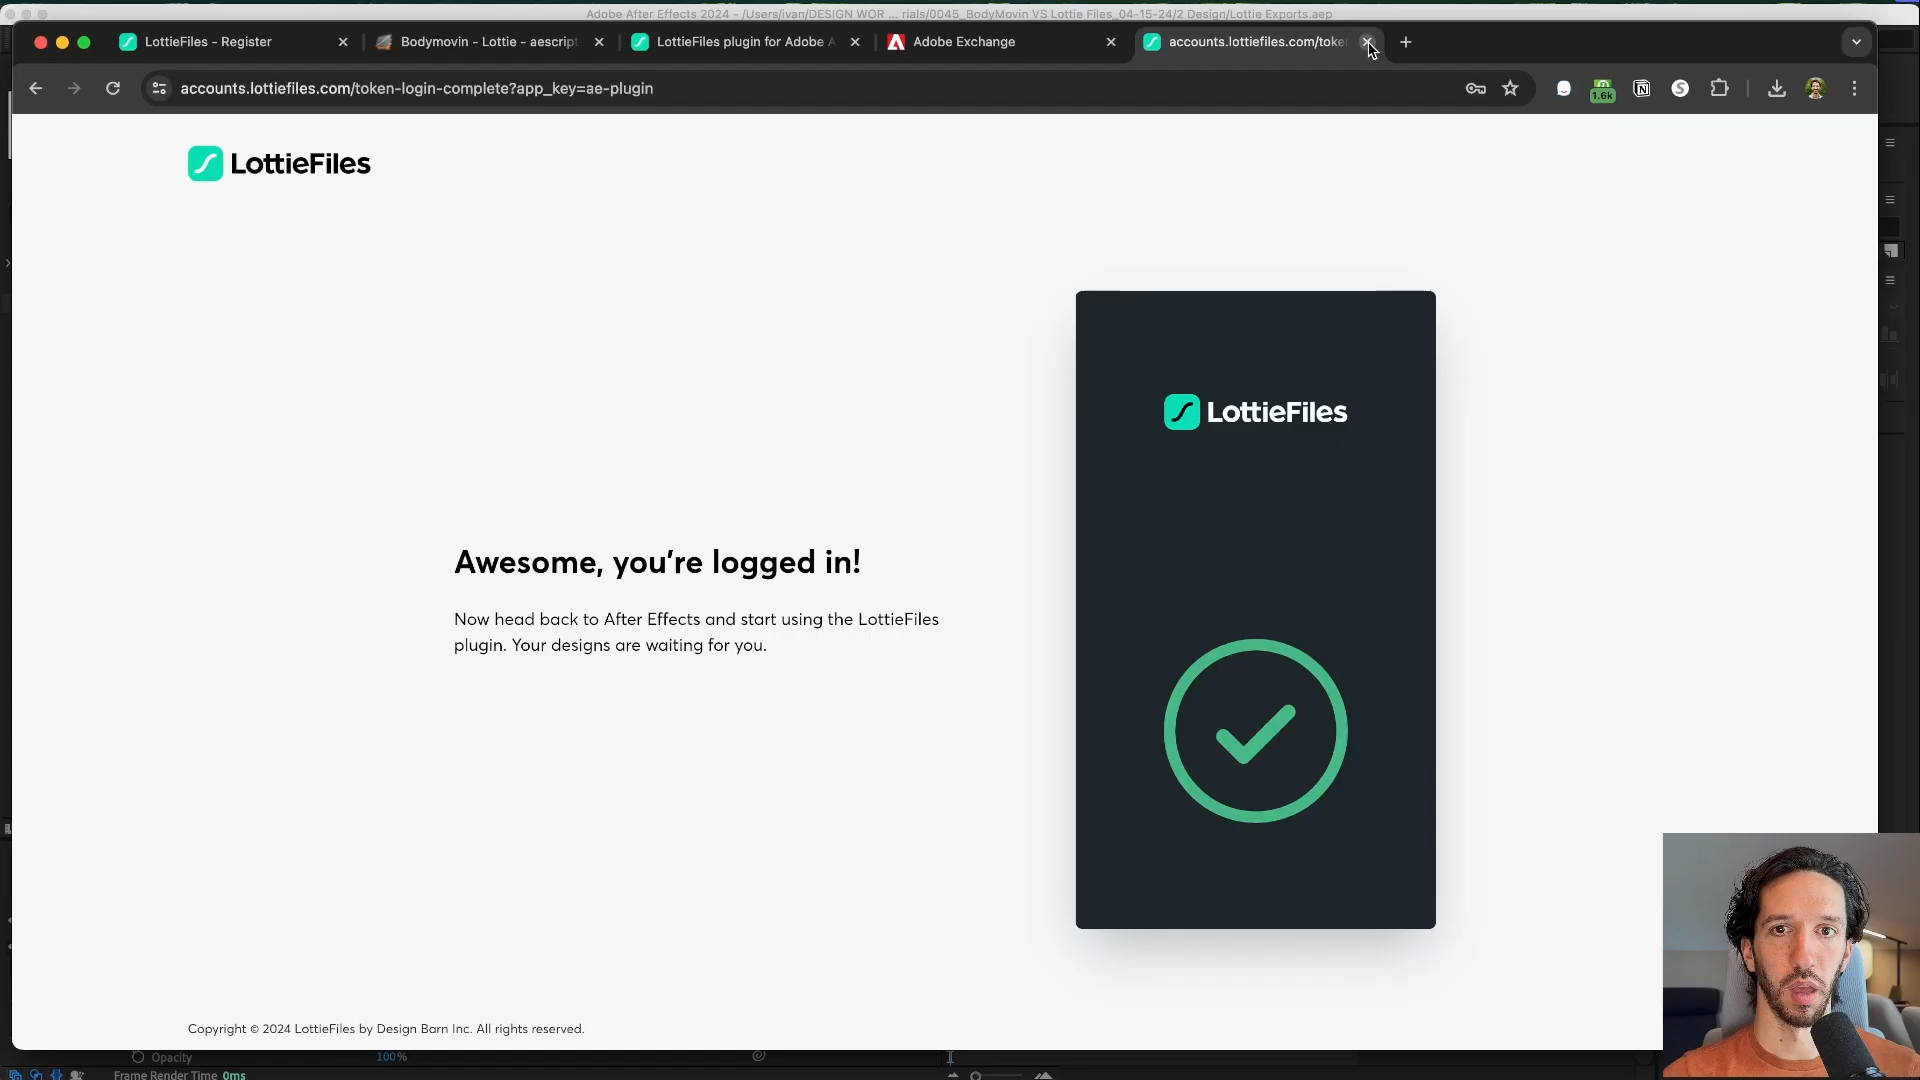 Adobe After Effects 2024 - /Users/ivan/DESIGN WOR ... rials/0045_BodyMovin VS Lottie Files_04-15-24/2 Design/Lottie Exports.aep
LottieFiles - Register
Bodymovin - Lottie - aescript
LottieFiles plugin for Adobe A
Adobe Exchange
accounts.lottiefiles.com/toke
accounts.lottiefiles.com/token-login-complete?app_key=ae-plugin
1.6k
LottieFiles
LottieFiles
Awesome, you're logged in!
Now head back to After Effects and start using the LottieFiles
plugin. Your designs are waiting for you.
Copyright © 2024 LottieFiles by Design Barn Inc. All rights reserved.
Opacity 100%
Frame Render Time 0ms